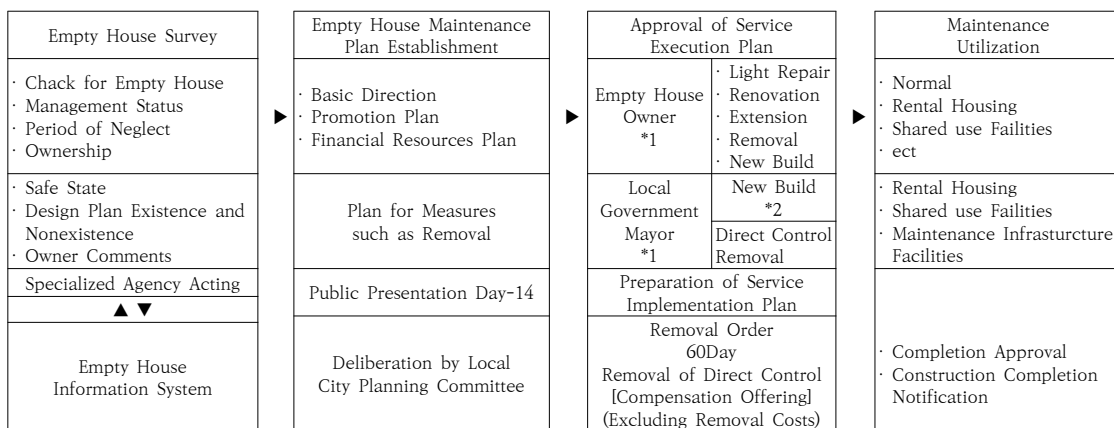 Empty House Survey
· Chack for Empty House
· Management Status
· Period of Neglect
· Ownership
· Safe State
· Design Plan Existence and
Nonexistence
· Owner Comments
Specialized Agency Acting
▲ ▼
Empty House
Information System
▶
Empty House Maintenance
Plan Establishment
· Basic Direction
· Promotion Plan
· Financial Resources Plan
Plan for Measures
such as Removal
Public Presentation Day-14
Deliberation by Local
City Planning Committee
▶
Approval of Service
Execution Plan
Empty House
Owner
*1
· Light Repair
· Renovation
· Extension
· Removal
· New Build
Local
Government
Mayor
*1
New Build
*2
Direct Control
Removal
Preparation of Service
Implementation Plan
Removal Order
60Day
Removal of Direct Control
[Compensation Offering]
(Excluding Removal Costs)
▶
Maintenance
Utilization
· Normal
· Rental Housing
· Shared use Failities
· ect
· Rental Housing
· Shared use Failities
· Maintenance Infrasturcture
Facilities
· Completion Approval
· Construction Completion
Notification